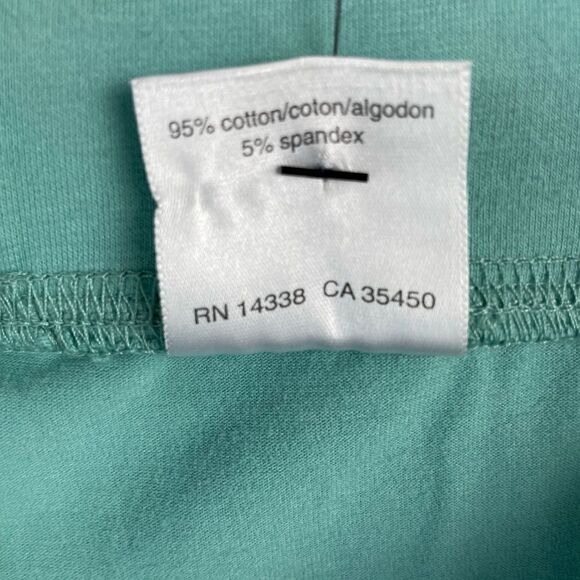 95% cotton/coton/algodon
5% spandex
RN 14338 CA 35450